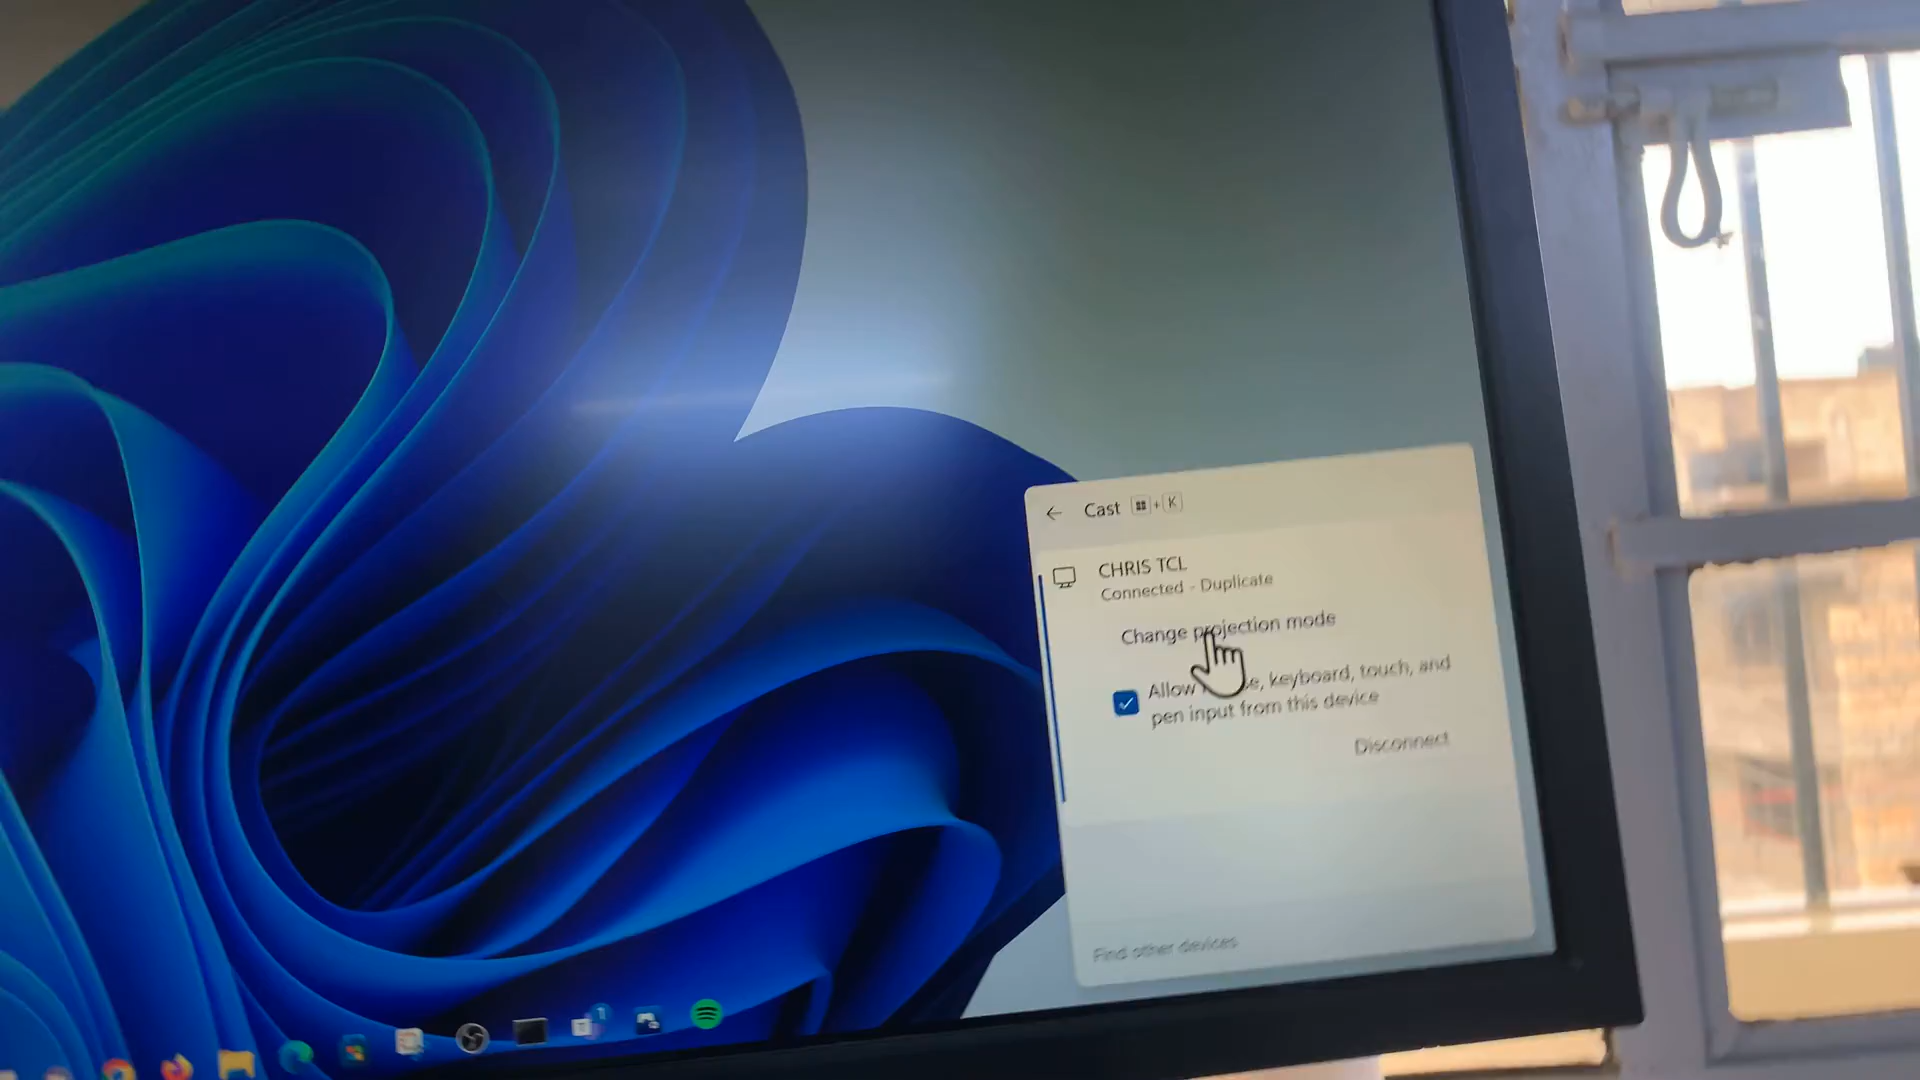 Cast + K
CHRIS TCL
Connected - Duplicate
Change projection mode
Allow keyboard, touch, and
pen input from this device
Disconnect
Find other devices